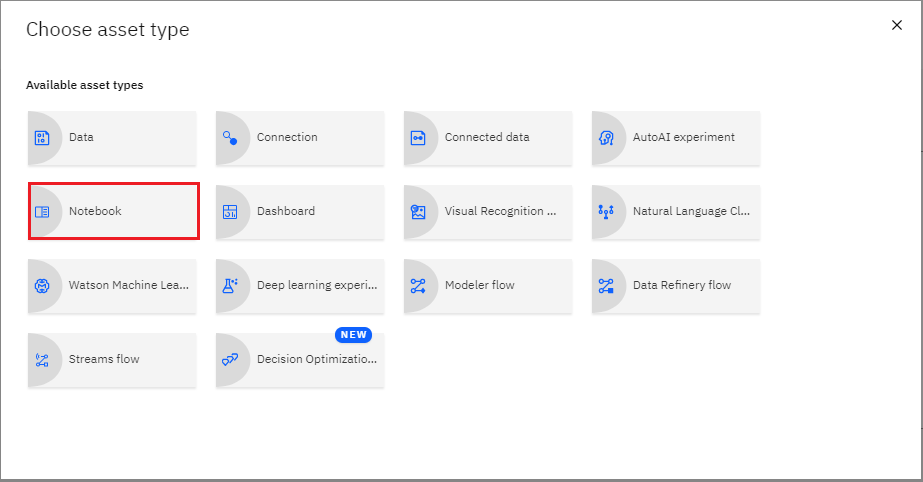 Choose asset type
Available asset types
Data
Connection
Connected data
AutoAI experiment
Notebook
Dashboard
Visual Recognition ...
Natural Language Cl...
Watson Machine Lea...
Deep learning experi...
Modeler flow
Data Refinery flow
Streams flow
NEW
Decision Optimizatio...